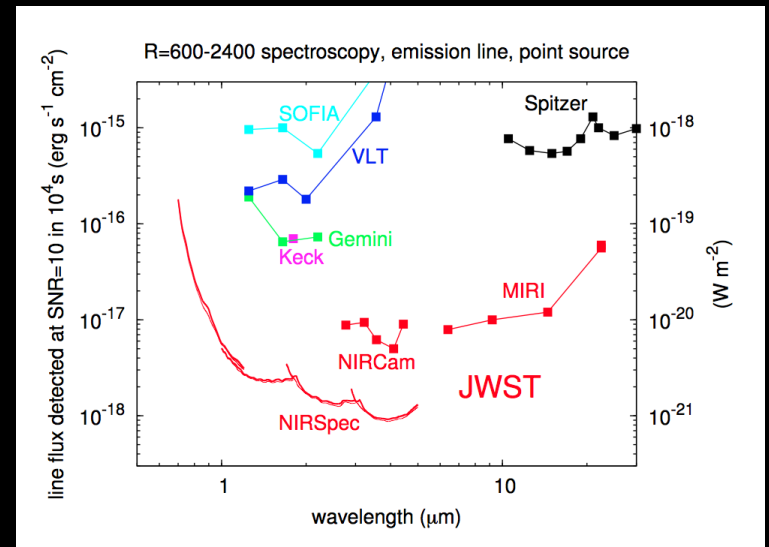 R=600-2400 spectroscopy, emission line, point source
line flux detected at SNR=10 in 10⁴s (erg s⁻¹ cm⁻²)
10⁻¹⁵
10⁻¹⁶
10⁻¹⁷
10⁻¹⁸
SOFIA
VLT
Gemini
Keck
Spitzer
MIRI
NIRCam
JWST
NIRSpec
10⁻¹⁸
10⁻¹⁹
10⁻²⁰
10⁻²¹
(W m⁻²)
1
10
wavelength (μm)